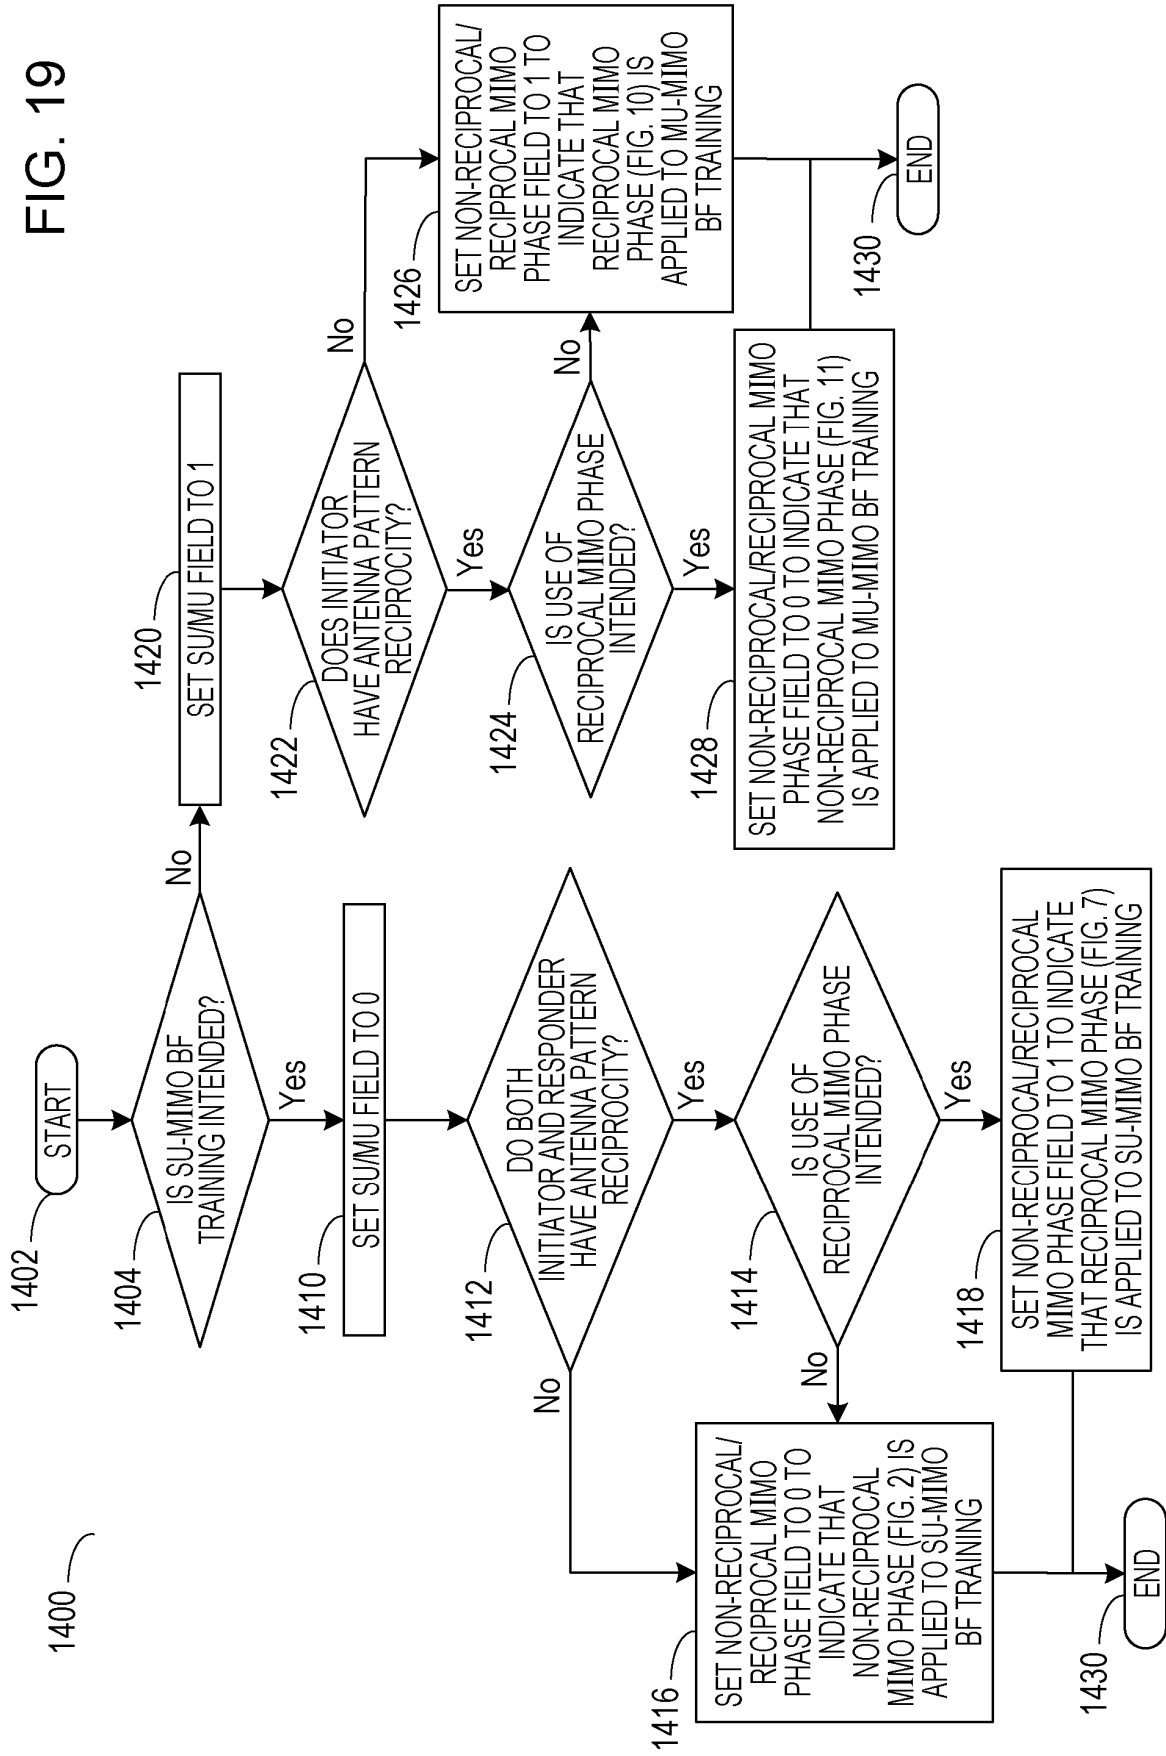 FIG. 19
1400
1402
START
1404
IS SU-MIMO BF
TRAINING INTENDED?
No
Yes
1410
SET SU/MU FIELD TO 0
1412
DO BOTH
INITIATOR AND RESPONDER
HAVE ANTENNA PATTERN
RECIPROCITY?
No
Yes
1414
IS USE OF
RECIPROCAL MIMO PHASE
INTENDED?
No
Yes
1416
SET NON-RECIPROCAL/
RECIPROCAL MIMO
PHASE FIELD TO 0 TO
INDICATE THAT
NON-RECIPROCAL
MIMO PHASE (FIG. 2) IS
APPLIED TO SU-MIMO
BF TRAINING
1418
SET NON-RECIPROCAL/RECIPROCAL
MIMO PHASE FIELD TO 1 TO INDICATE
THAT RECIPROCAL MIMO PHASE (FIG. 7)
IS APPLIED TO SU-MIMO BF TRAINING
1430
END
1420
SET SU/MU FIELD TO 1
1422
DOES INITIATOR
HAVE ANTENNA PATTERN
RECIPROCITY?
No
Yes
1424
IS USE OF
RECIPROCAL MIMO PHASE
INTENDED?
No
Yes
1426
SET NON-RECIPROCAL/
RECIPROCAL MIMO
PHASE FIELD TO 1 TO
INDICATE THAT
RECIPROCAL MIMO
PHASE (FIG. 10) IS
APPLIED TO MU-MIMO
BF TRAINING
1428
SET NON-RECIPROCAL/RECIPROCAL MIMO
PHASE FIELD TO 0 TO INDICATE THAT
NON-RECIPROCAL MIMO PHASE (FIG. 11)
IS APPLIED TO MU-MIMO BF TRAINING
1430
END